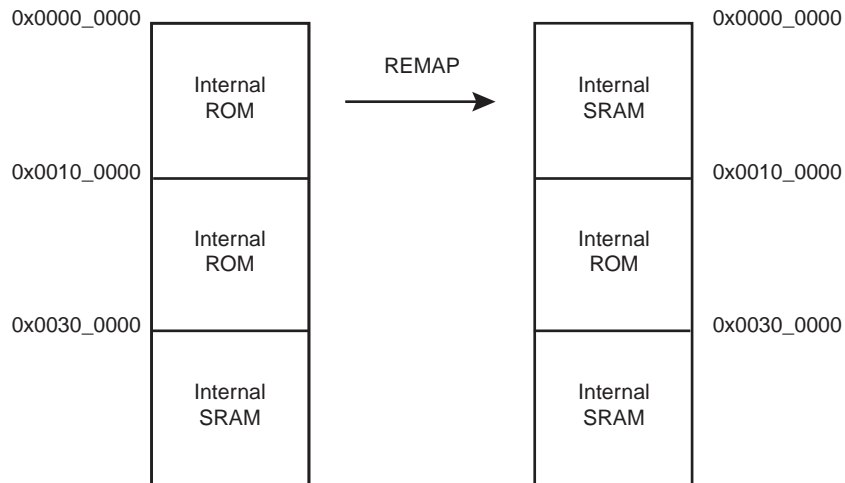 0x0000_0000
Internal
ROM
0x0010_0000
Internal
ROM
0x0030_0000
Internal
SRAM
REMAP
0x0000_0000
Internal
SRAM
0x0010_0000
Internal
ROM
0x0030_0000
Internal
SRAM